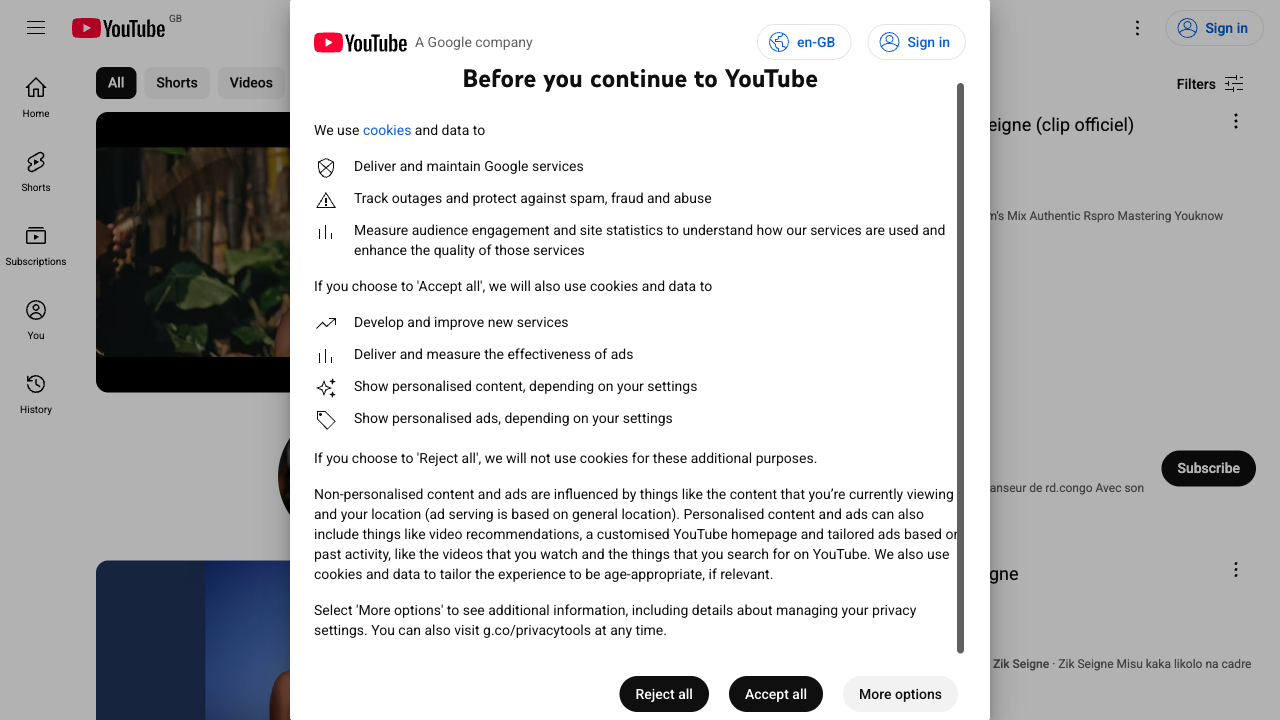 YouTube GB
Sign in
Home
Shorts
Subscriptions
You
History
All
Shorts
Videos
Filters
YouTube A Google company
en-GB
Sign in
Before you continue to YouTube
We use cookies and data to
Deliver and maintain Google services
Track outages and protect against spam, fraud and abuse
Measure audience engagement and site statistics to understand how our services are used and
enhance the quality of those services
If you choose to 'Accept all', we will also use cookies and data to
Develop and improve new services
Deliver and measure the effectiveness of ads
Show personalised content, depending on your settings
Show personalised ads, depending on your settings
If you choose to 'Reject all', we will not use cookies for these additional purposes.
Non-personalised content and ads are influenced by things like the content that you’re currently viewing
and your location (ad serving is based on general location). Personalised content and ads can also
include things like video recommendations, a customised YouTube homepage and tailored ads based on
past activity, like the videos that you watch and the things that you search for on YouTube. We also use
cookies and data to tailor the experience to be age-appropriate, if relevant.
Select 'More options' to see additional information, including details about managing your privacy
settings. You can also visit g.co/privacytools at any time.
Reject all
Accept all
More options
eigne (clip officiel)
m's Mix Authentic Rspro Mastering Youknow
anseur de rd.congo Avec son
Subscribe
gne
Zik Seigne · Zik Seigne Misu kaka likolo na cadre